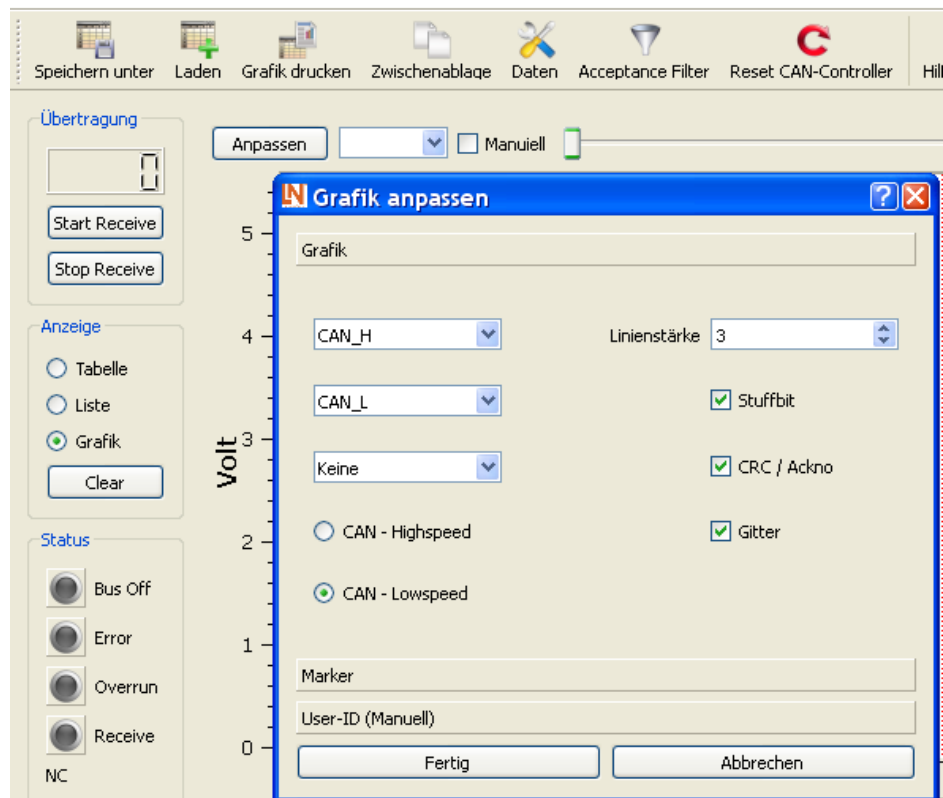 Speichern unter Laden Grafik drucken Zwischenablage Daten Acceptance Filter Reset CAN-Controller
Übertragung
0
Start Receive
Stop Receive
Anzeige
Tabelle
Liste
Grafik
Clear
Status
Bus Off
Error
Overrun
Receive
NC
Anpassen Manuiell
Volt
5
4
3
2
1
0
LN Grafik anpassen
Grafik
CAN_H Linienstärke 3
CAN_L Stuffbit
Keine CRC / Ackno
CAN - Highspeed Gitter
CAN - Lowspeed
Marker
User-ID (Manuell)
Fertig Abbrechen